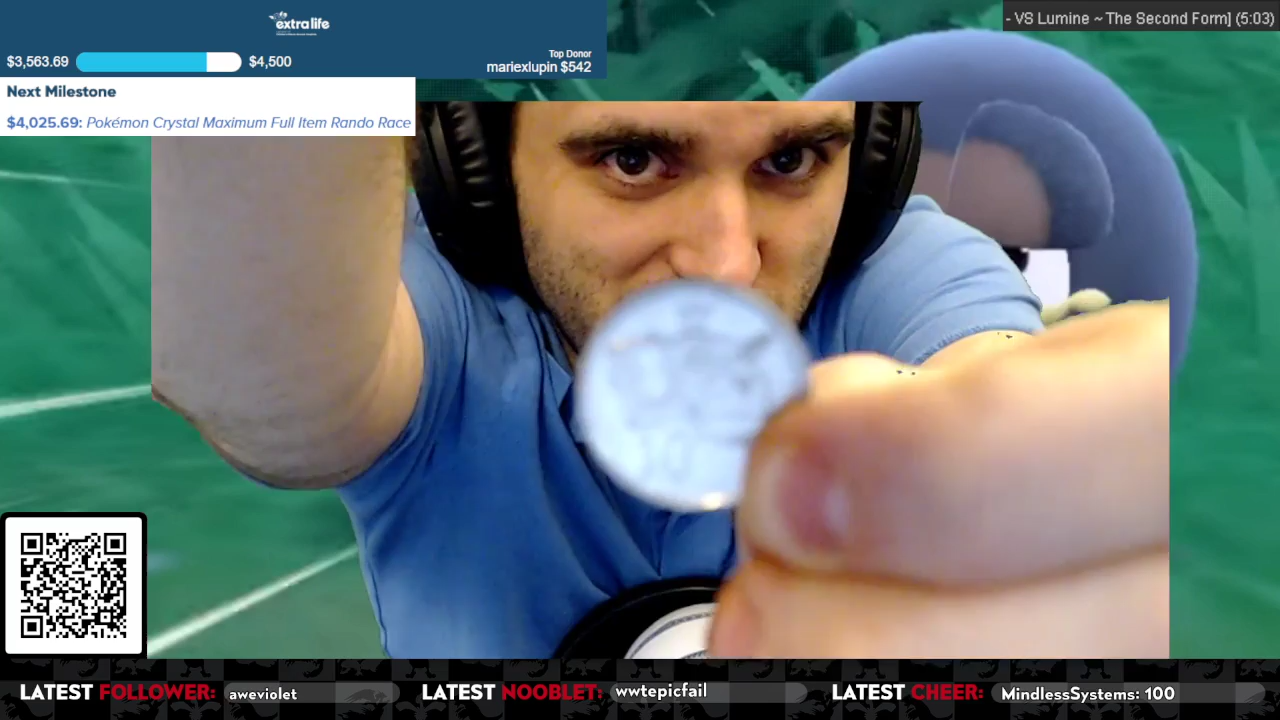 extralife
- VS Lumine ~ The Second Form] (5:03)
$3,563.69 $4,500
Top Donor
mariexlupin $542
Next Milestone
$4,025.69: Pokémon Crystal Maximum Full Item Rando Race
LATEST FOLLOWER: aweviolet LATEST NOOBLET: wwtepicfail LATEST CHEER: MindlessSystems: 100